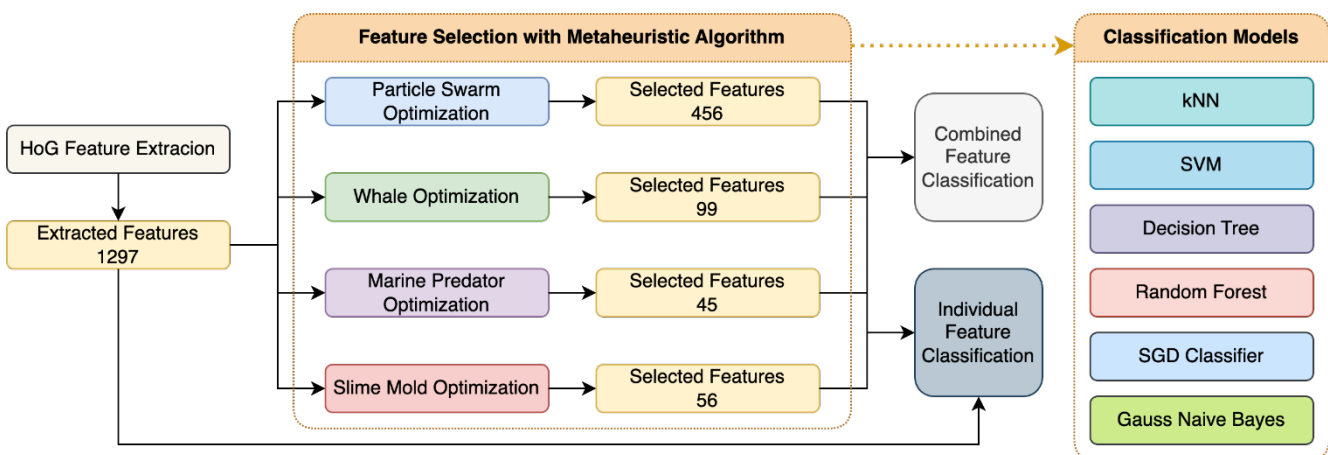 Feature Selection with Metaheuristic Algorithm
Classification Models
HoG Feature Extracion
Extracted Features
1297
Particle Swarm
Optimization
Selected Features
456
Whale Optimization
Selected Features
99
Marine Predator
Optimization
Selected Features
45
Slime Mold Optimization
Selected Features
56
Combined
Feature
Classification
Individual
Feature
Classification
kNN
SVM
Decision Tree
Random Forest
SGD Classifier
Gauss Naive Bayes